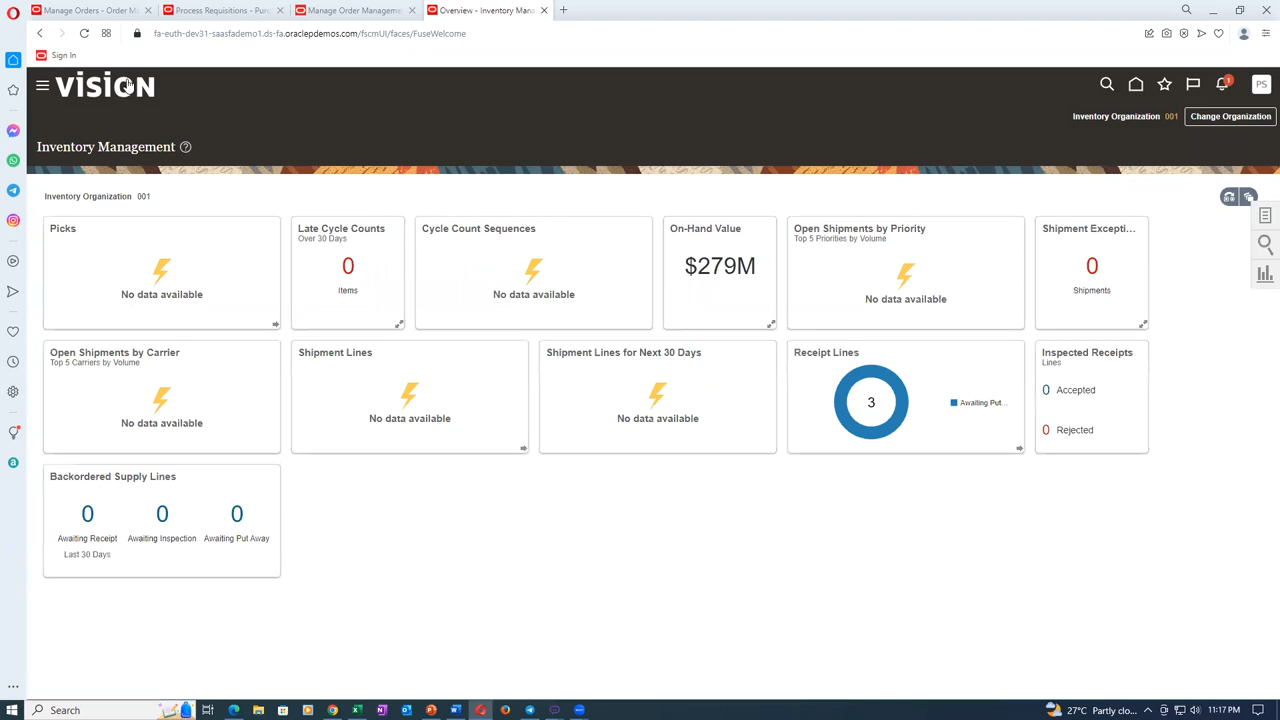 Manage Orders - Order M
Process Requisitions - Pur
Manage Order Manageme
Overview - Inventory Mana
fa-euth-dev31-saasfademo1.ds-fa.oraclepdemos.com/fscmUI/faces/FuseWelcome
Sign In
VISION
1
PS
Inventory Organization 001 Change Organization
Inventory Management ?
Inventory Organization 001
Picks
No data available
Late Cycle Counts
Over 30 Days
0
Items
Cycle Count Sequences
No data available
On-Hand Value
$279M
Open Shipments by Priority
Top 5 Priorities by Volume
No data available
Shipment Excepti...
0
Shipments
Open Shipments by Carrier
Top 5 Carriers by Volume
No data available
Shipment Lines
No data available
Shipment Lines for Next 30 Days
No data available
Receipt Lines
3
Awaiting Put...
Inspected Receipts
Lines
0 Accepted
0 Rejected
Backordered Supply Lines
0 0 0
Awaiting Receipt Awaiting Inspection Awaiting Put Away
Last 30 Days
Search
27°C Partly clo...
11:17 PM